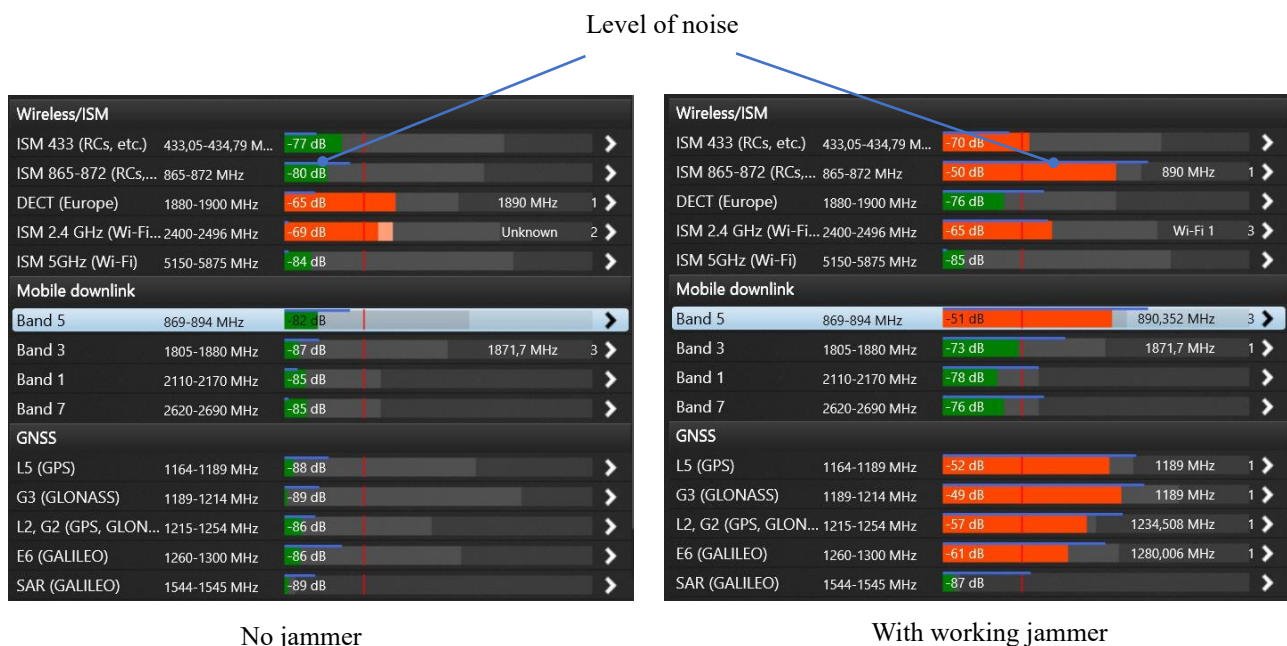 Level of noise
Wireless/ISM
ISM 433 (RCs, etc.) 433,05-434,79 M... -77 dB
ISM 865-872 (RCs,... 865-872 MHz -80 dB
DECT (Europe) 1880-1900 MHz -65 dB 1890 MHz 1
ISM 2.4 GHz (Wi-Fi... 2400-2496 MHz -69 dB Unknown 2
ISM 5GHz (Wi-Fi) 5150-5875 MHz -84 dB
Mobile downlink
Band 5 869-894 MHz -82 dB
Band 3 1805-1880 MHz -87 dB 1871,7 MHz 3
Band 1 2110-2170 MHz -85 dB
Band 7 2620-2690 MHz -85 dB
GNSS
L5 (GPS) 1164-1189 MHz -88 dB
G3 (GLONASS) 1189-1214 MHz -89 dB
L2, G2 (GPS, GLON... 1215-1254 MHz -86 dB
E6 (GALILEO) 1260-1300 MHz -86 dB
SAR (GALILEO) 1544-1545 MHz -89 dB
No jammer
Wireless/ISM
ISM 433 (RCs, etc.) 433,05-434,79 M... -70 dB
ISM 865-872 (RCs,... 865-872 MHz -50 dB 890 MHz 1
DECT (Europe) 1880-1900 MHz -76 dB
ISM 2.4 GHz (Wi-Fi... 2400-2496 MHz -65 dB Wi-Fi 1 3
ISM 5GHz (Wi-Fi) 5150-5875 MHz -85 dB
Mobile downlink
Band 5 869-894 MHz -51 dB 890,352 MHz 3
Band 3 1805-1880 MHz -73 dB 1871,7 MHz 1
Band 1 2110-2170 MHz -78 dB
Band 7 2620-2690 MHz -76 dB
GNSS
L5 (GPS) 1164-1189 MHz -52 dB 1189 MHz 1
G3 (GLONASS) 1189-1214 MHz -49 dB 1189 MHz 1
L2, G2 (GPS, GLON... 1215-1254 MHz -57 dB 1234,508 MHz 1
E6 (GALILEO) 1260-1300 MHz -61 dB 1280,006 MHz 1
SAR (GALILEO) 1544-1545 MHz -87 dB
With working jammer